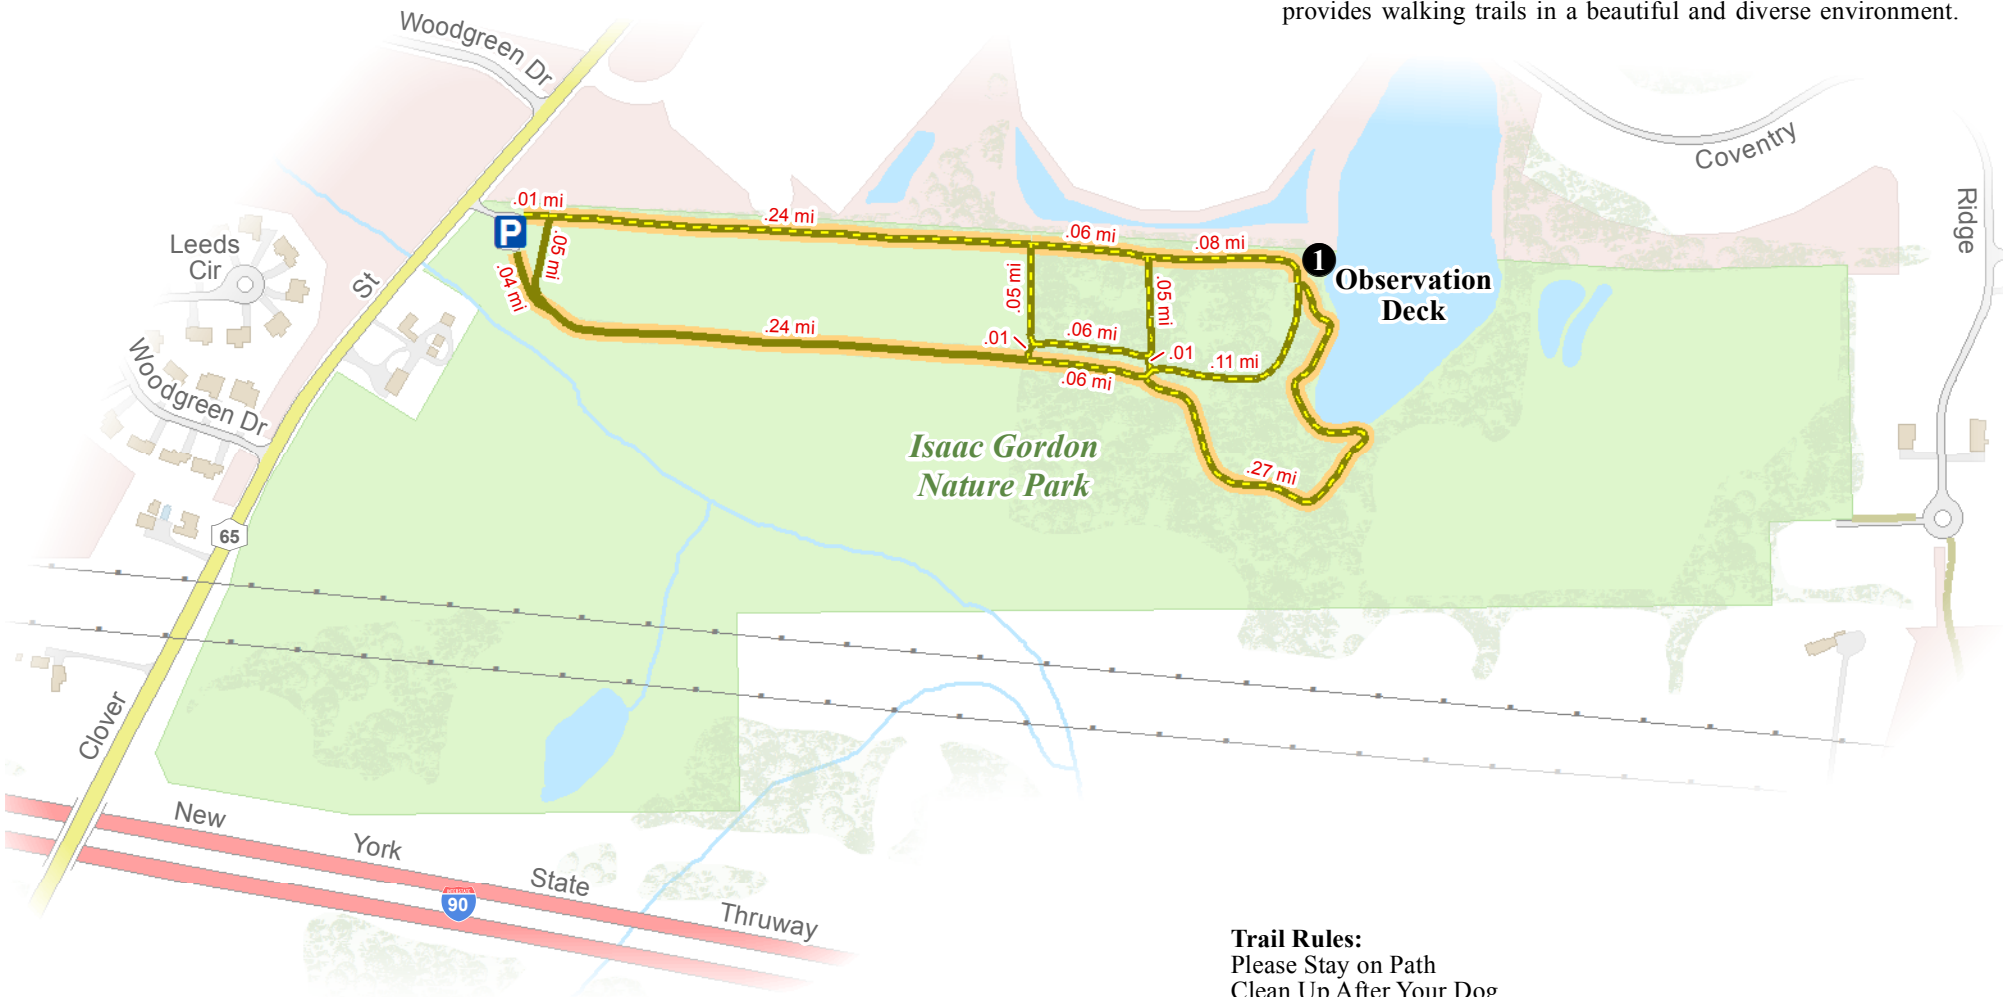 provides walking trails in a beautiful and diverse environment.
Woodgreen Dr
Coventry
Ridge
.01 mi
.24 mi
.06 mi
.08 mi
P
.05 mi
.04 mi
1
Observation
Deck
Leeds
Cir
St
.05 mi
.05 mi
.24 mi
.01
.06 mi
.01
.11 mi
.06 mi
Woodgreen Dr
Isaac Gordon
Nature Park
.27 mi
65
Clover
New
York
State
Thruway
90
Trail Rules:
Please Stay on Path
Clean Up After Your Dog